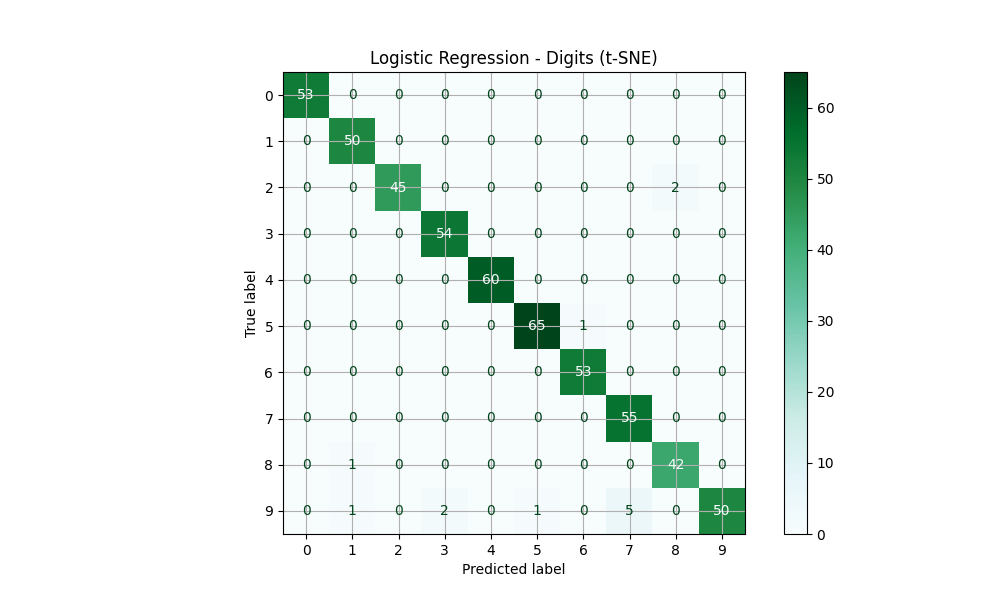 Logistic Regression - Digits (t-SNE)
0 53 0 0 0 0 0 0 0 0 0
1 0 50 0 0 0 0 0 0 0 0
2 0 0 45 0 0 0 0 0 2 0
3 0 0 0 54 0 0 0 0 0 0
4 0 0 0 0 60 0 0 0 0 0
5 0 0 0 0 0 65 1 0 0 0
6 0 0 0 0 0 0 53 0 0 0
7 0 0 0 0 0 0 0 55 0 0
8 0 1 0 0 0 0 0 0 42 0
9 0 1 0 2 0 1 0 5 0 50
0 1 2 3 4 5 6 7 8 9
True label
Predicted label
60
50
40
30
20
10
0